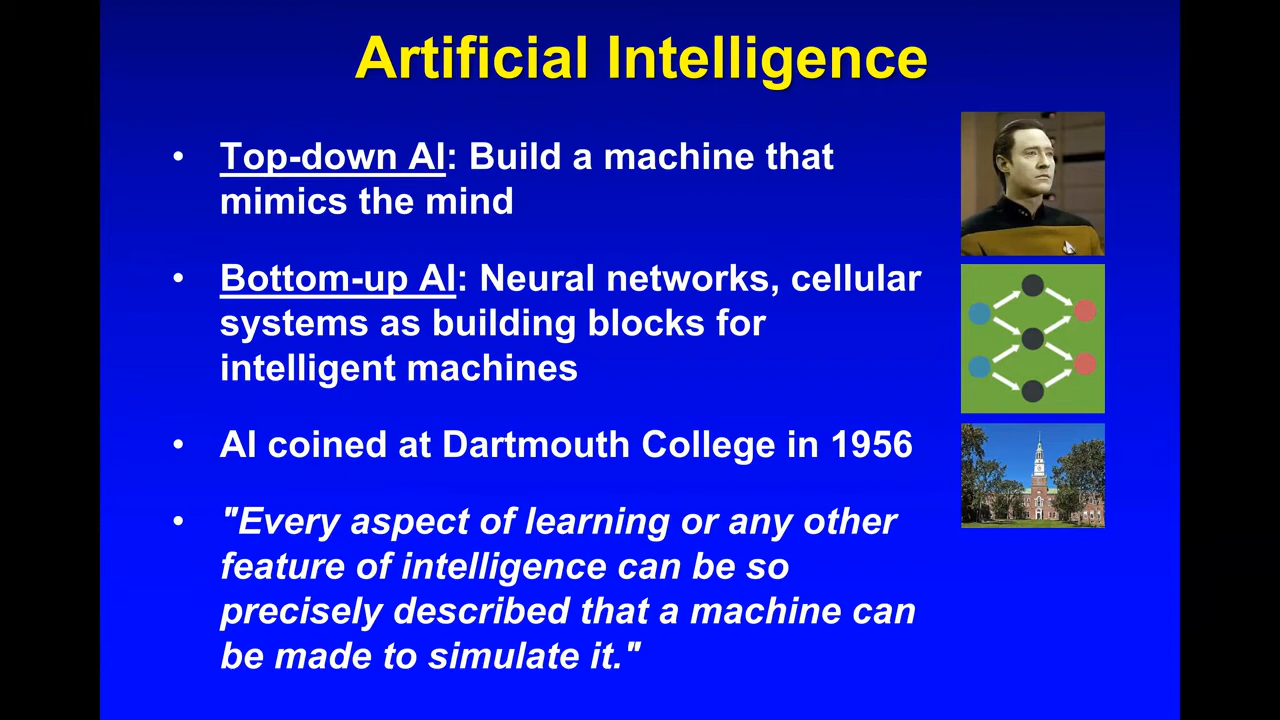 Artificial Intelligence
• Top-down AI: Build a machine that
mimics the mind
• Bottom-up AI: Neural networks, cellular
systems as building blocks for
intelligent machines
• AI coined at Dartmouth College in 1956
• "Every aspect of learning or any other
feature of intelligence can be so
precisely described that a machine can
be made to simulate it."